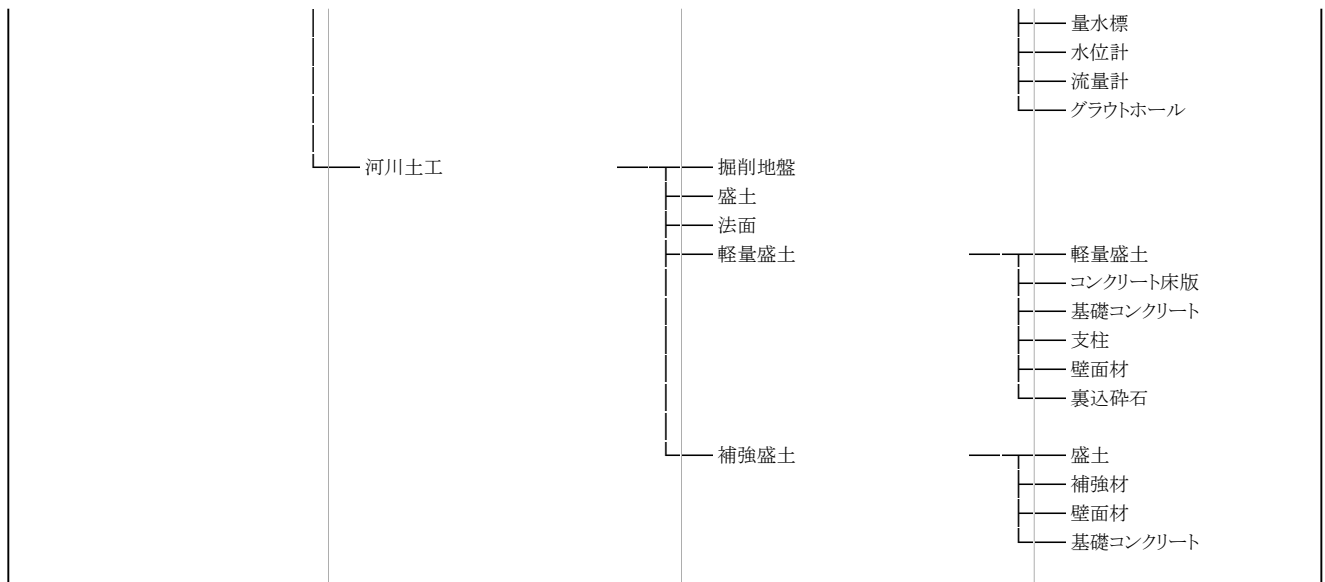 量水標
水位計
流量計
グラウトホール
河川土工 掘削地盤
盛土
法面
軽量盛土 軽量盛土
コンクリート床版
基礎コンクリート
支柱
壁面材
裏込砕石
補強盛土 盛土
補強材
壁面材
基礎コンクリート